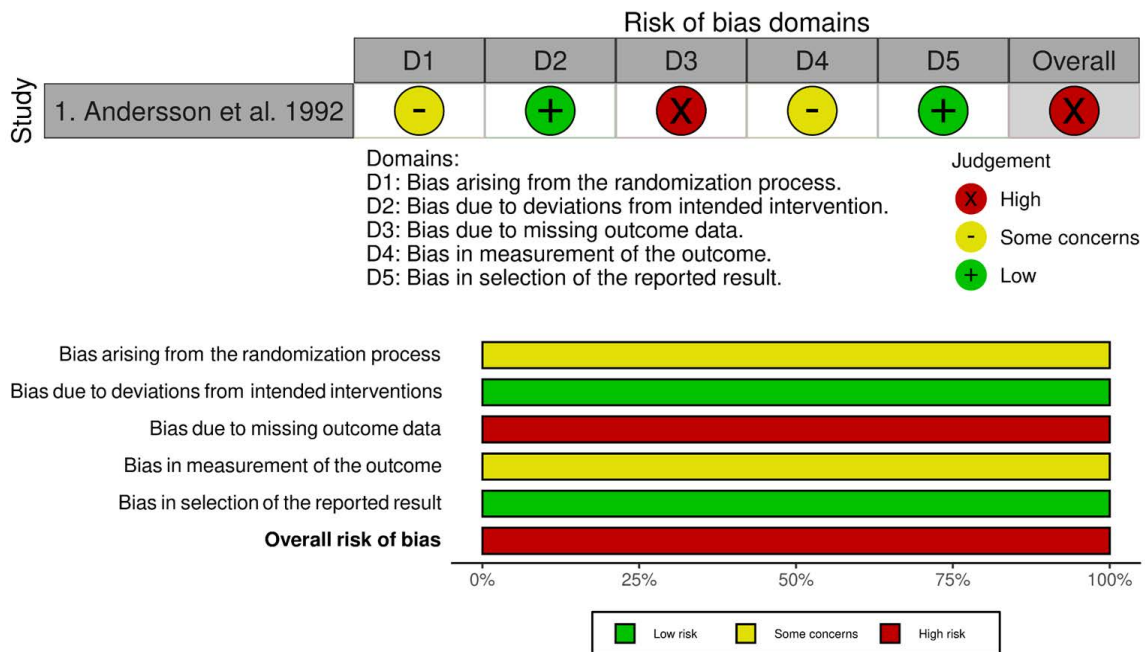 Risk of bias domains
D1 D2 D3 D4 D5 Overall
Study
1. Andersson et al. 1992 - + X - + X
Domains:
D1: Bias arising from the randomization process.
D2: Bias due to deviations from intended intervention.
D3: Bias due to missing outcome data.
D4: Bias in measurement of the outcome.
D5: Bias in selection of the reported result.
Judgement
X High
- Some concerns
+ Low
Bias arising from the randomization process
Bias due to deviations from intended interventions
Bias due to missing outcome data
Bias in measurement of the outcome
Bias in selection of the reported result
Overall risk of bias
0% 25% 50% 75% 100%
Low risk Some concerns High risk